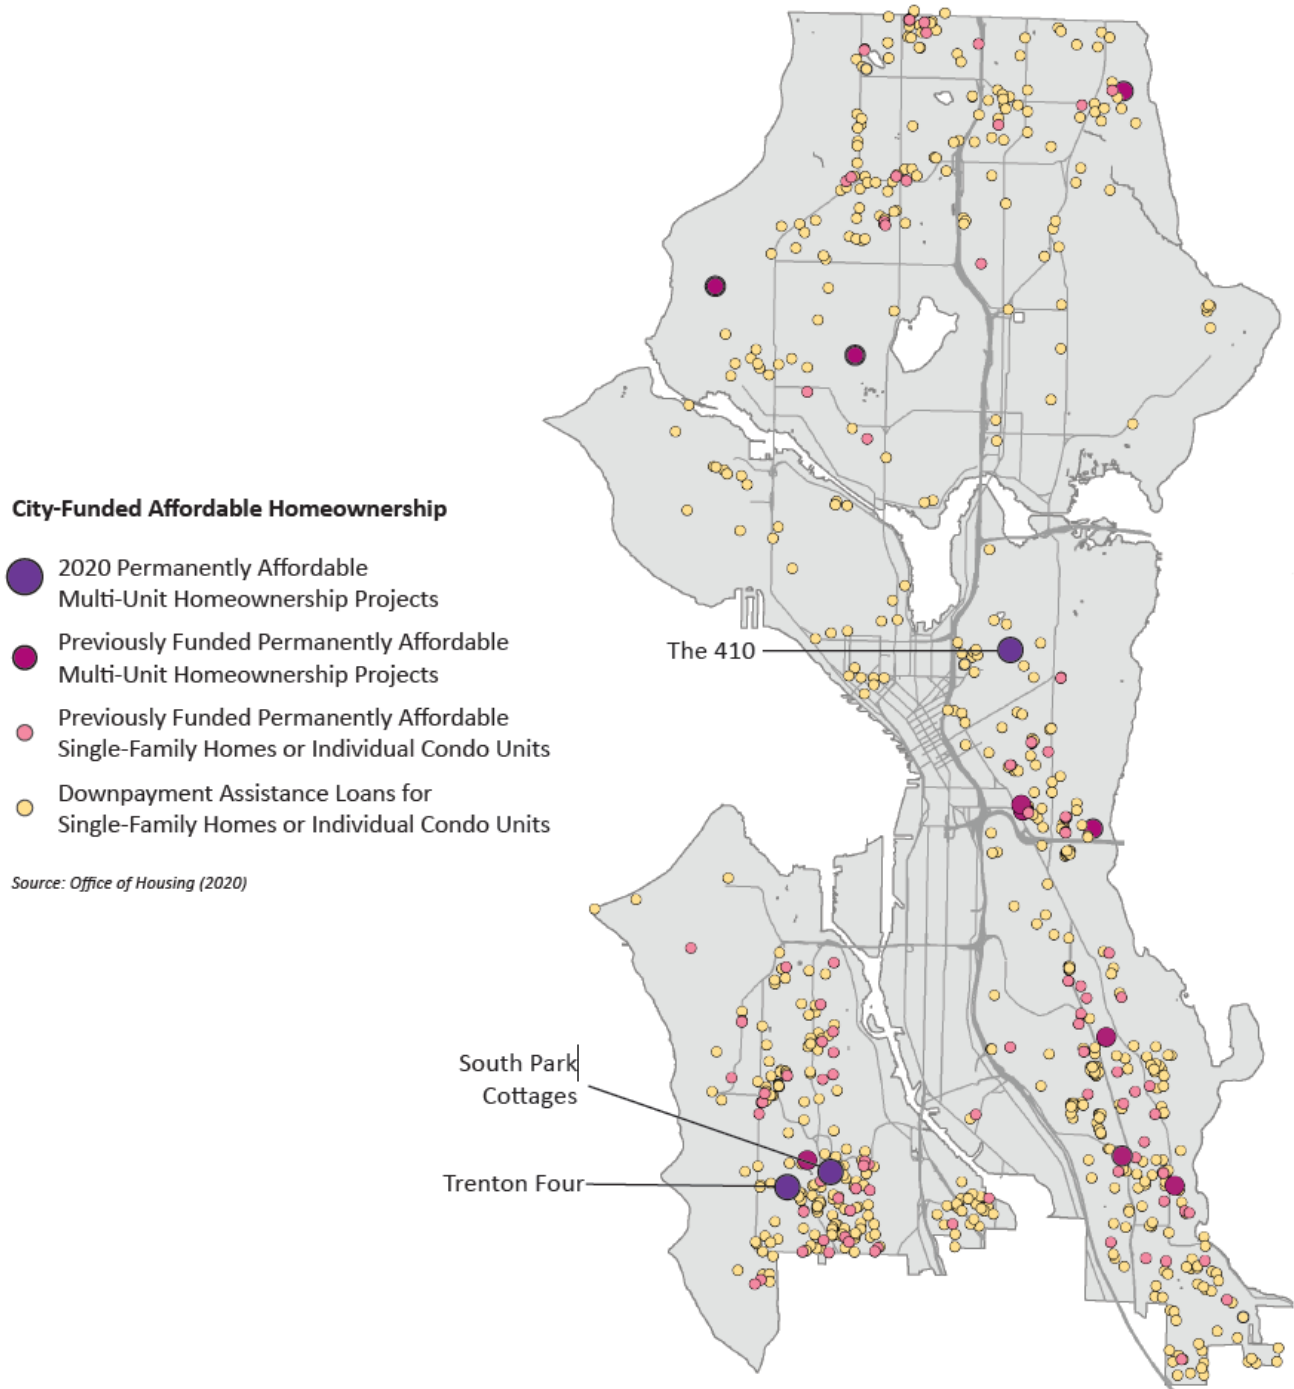 City-Funded Affordable Homeownership
2020 Permanently Affordable
Multi-Unit Homeownership Projects
Previously Funded Permanently Affordable
Multi-Unit Homeownership Projects
Previously Funded Permanently Affordable
Single-Family Homes or Individual Condo Units
Downpayment Assistance Loans for
Single-Family Homes or Individual Condo Units
Source: Office of Housing (2020)
The 410
South Park
Cottages
Trenton Four